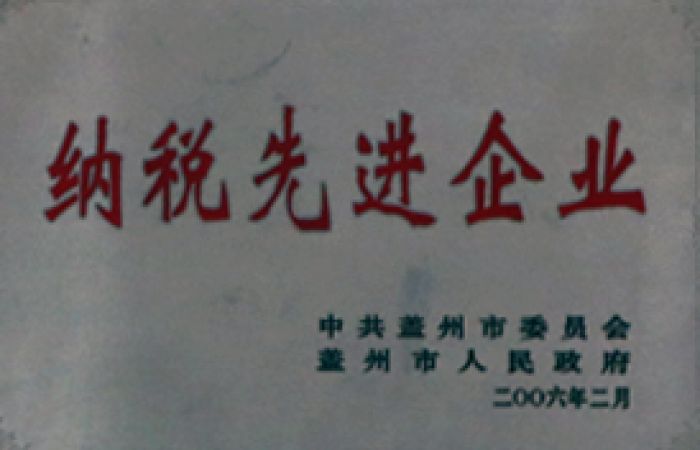 纳税先进企业
中共盖州市委员会
盖州市人民政府
二〇〇六年二月